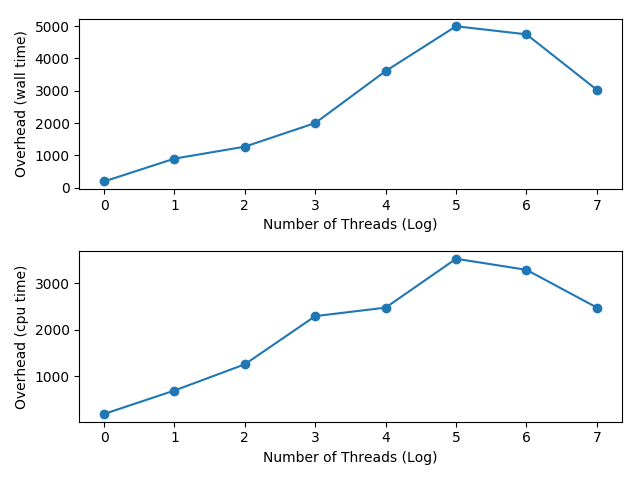 Overhead (wall time)
5000
4000
3000
2000
1000
0
0 1 2 3 4 5 6 7
Number of Threads (Log)
Overhead (cpu time)
3000
2000
1000
0 1 2 3 4 5 6 7
Number of Threads (Log)